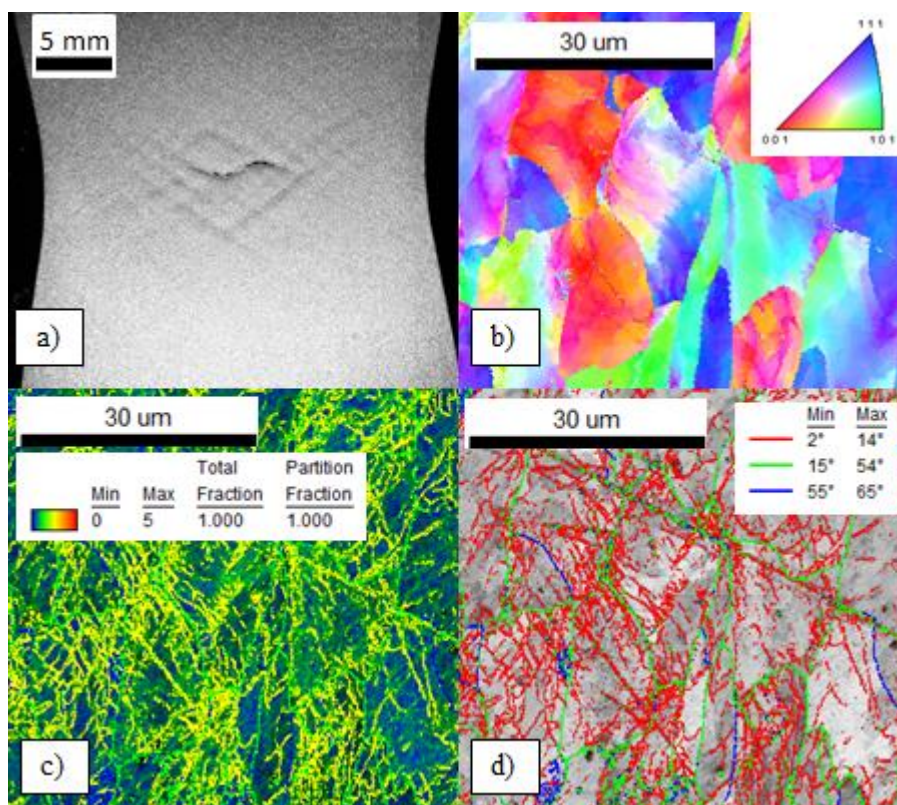 5 mm
a)
30 um
111
001
101
b)
30 um
Total Partition
Min Max Fraction Fraction
0 5 1.000 1.000
c)
30 um
Min Max
2° 14°
15° 54°
55° 65°
d)